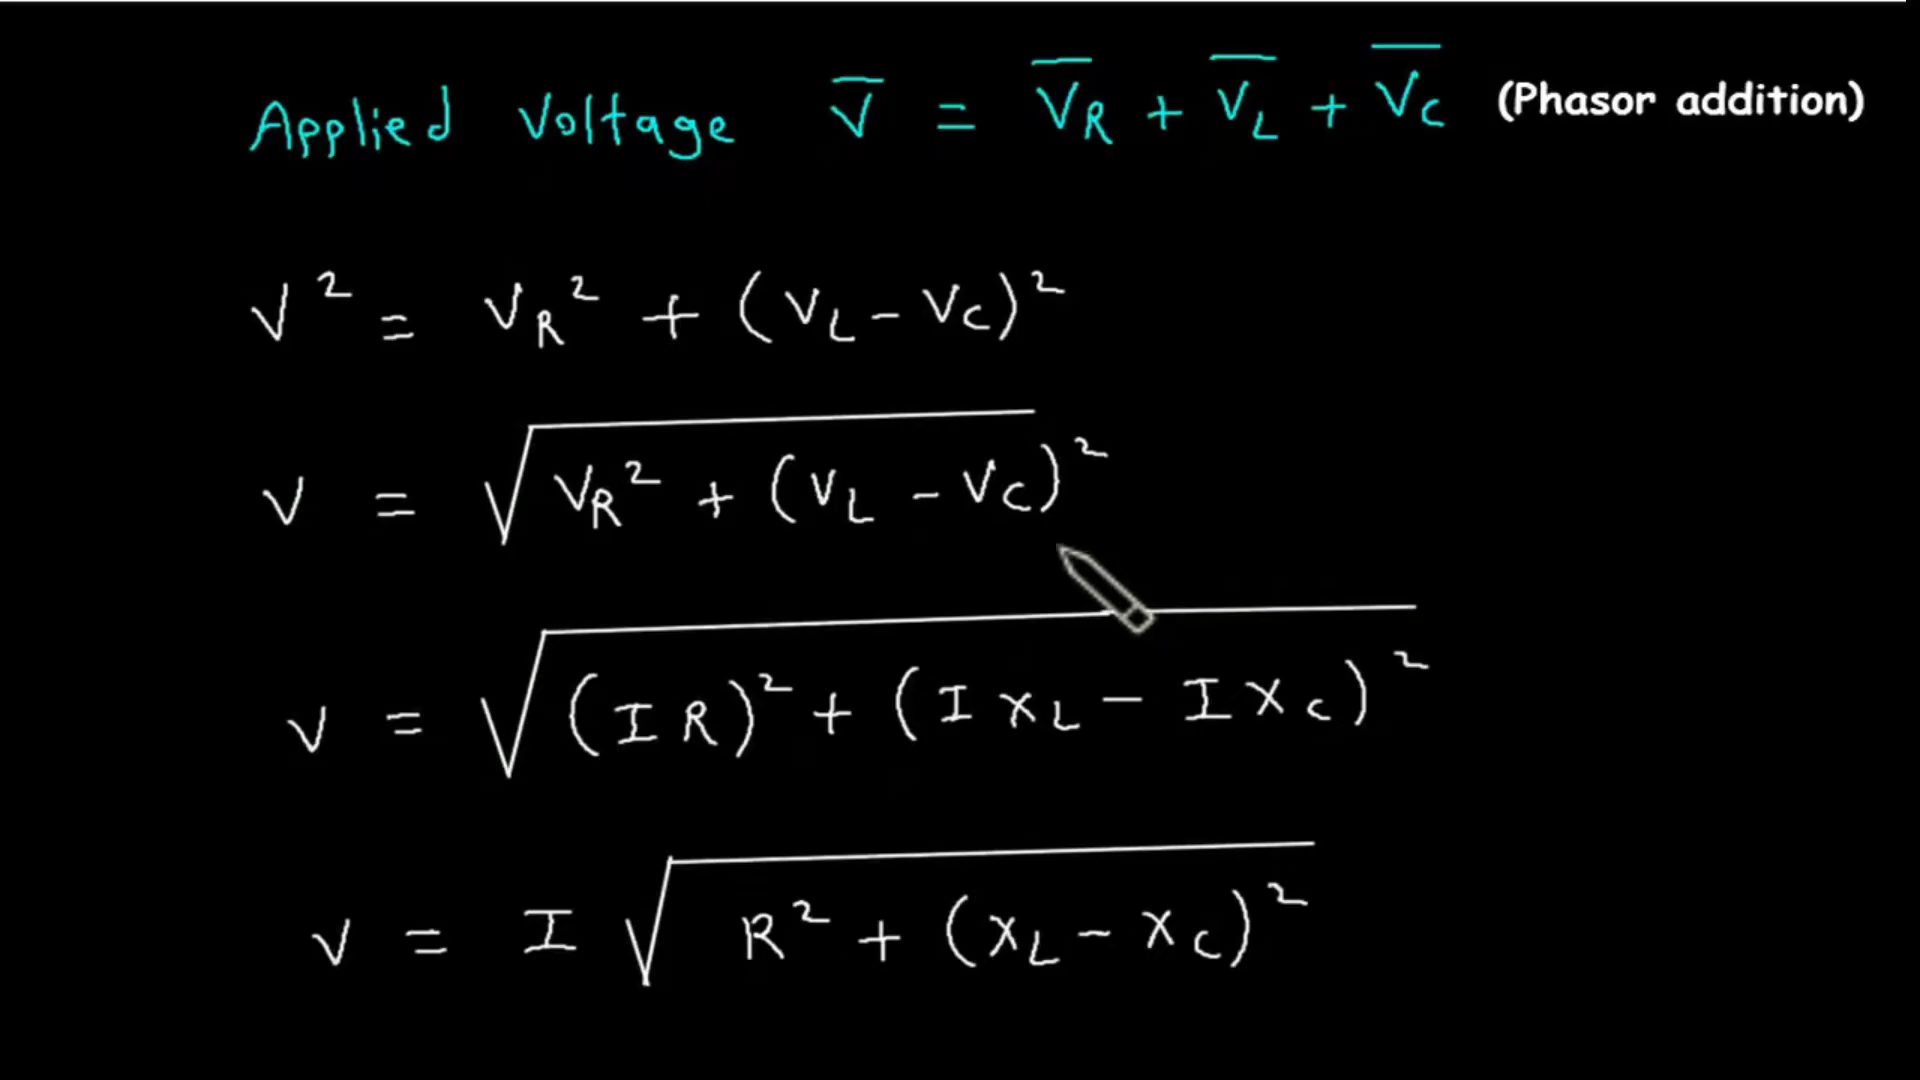 Applied Voltage V̅ = V̅R + V̅L + V̅C (Phasor addition)
V² = VR² + (VL - VC)²
V = √VR² + (VL - VC)²
V = √(IR)² + (IXL - IXC)²
V = I √R² + (XL - XC)²